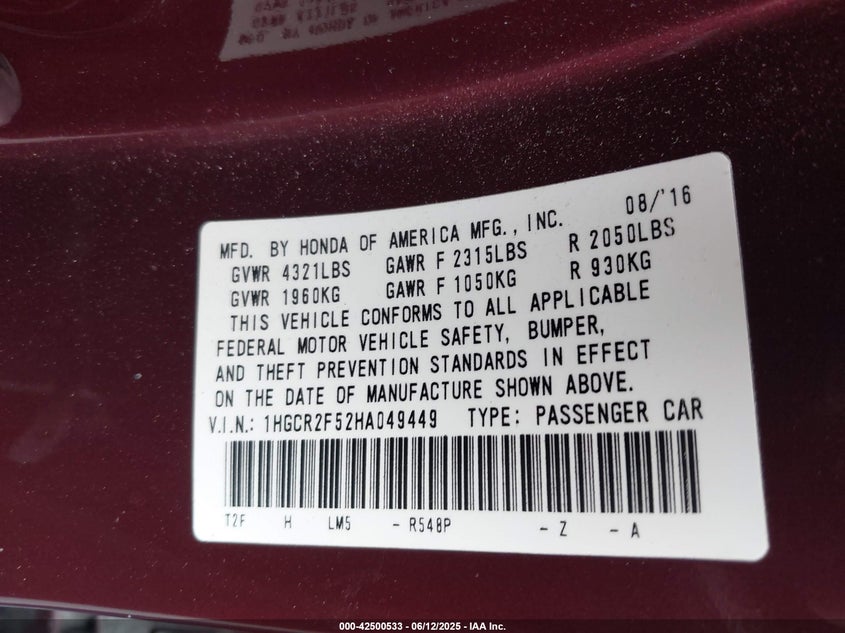 08/'16
MFD. BY HONDA OF AMERICA MFG., INC.
GVWR 4321LBS GAWR F 2315LBS R 2050LBS
GVWR 1960KG GAWR F 1050KG R 930KG
THIS VEHICLE CONFORMS TO ALL APPLICABLE
FEDERAL MOTOR VEHICLE SAFETY, BUMPER,
AND THEFT PREVENTION STANDARDS IN EFFECT
ON THE DATE OF MANUFACTURE SHOWN ABOVE.
V.I.N.: 1HGCR2F52HA049449 TYPE: PASSENGER CAR
T2F H LM5 - R548P - Z - A
000-42500533 - 06/12/2025 - IAA Inc.